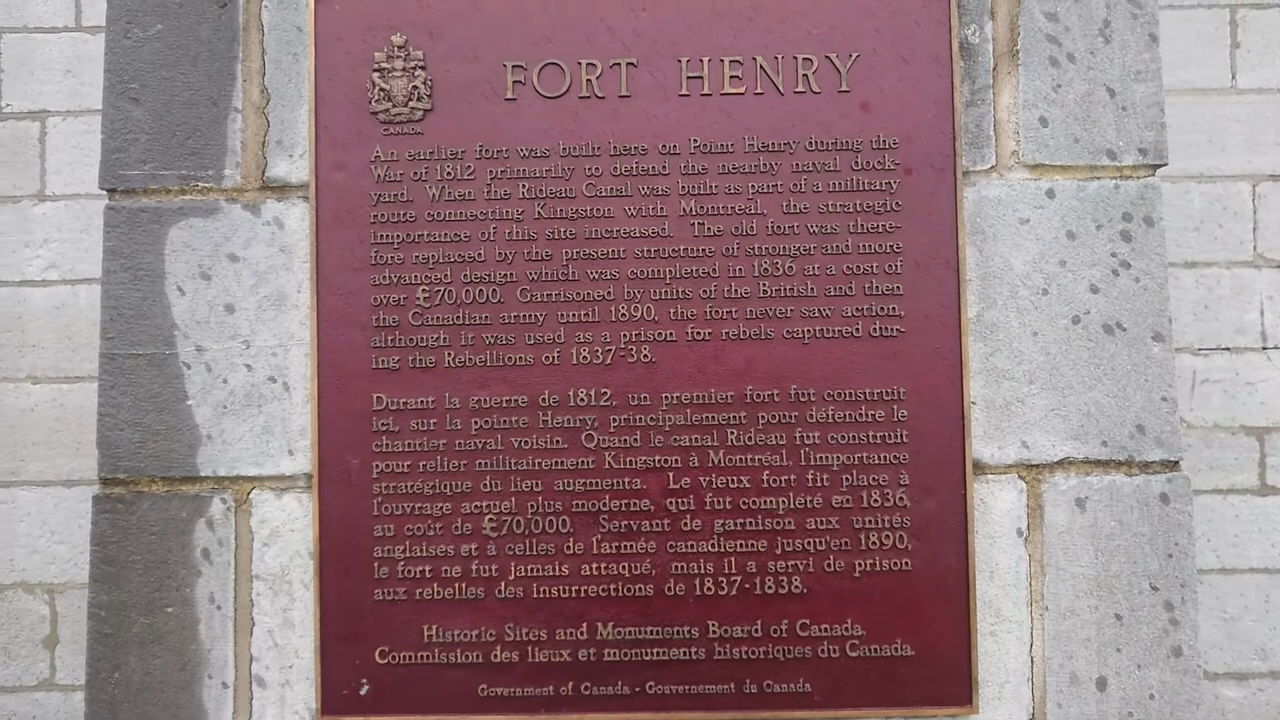 FORT HENRY
CANADA
An earlier fort was built here on Point Henry during the
War of 1812 primarily to defend the nearby naval dock-
yard. When the Rideau Canal was built as part of a military
route connecting Kingston with Montreal, the strategic
importance of this site increased. The old fort was there-
fore replaced by the present structure of stronger and more
advanced design which was completed in 1836 at a cost of
over £70,000. Garrisoned by units of the British and then
the Canadian army until 1890, the fort never saw action,
although it was used as a prison for rebels captured dur-
ing the Rebellions of 1837-38.
Durant la guerre de 1812, un premier fort fut construit
ici, sur la pointe Henry, principalement pour défendre le
chantier naval voisin. Quand le canal Rideau fut construit
pour relier militairement Kingston à Montréal, l'importance
stratégique du lieu augmenta. Le vieux fort fit place à
l'ouvrage actuel plus moderne, qui fut complété en 1836,
au coût de £70,000. Servant de garnison aux unités
anglaises et à celles de l'armée canadienne jusqu'en 1890,
le fort ne fut jamais attaqué, mais il a servi de prison
aux rebelles des insurrections de 1837-1838.
Historic Sites and Monuments Board of Canada.
Commission des lieux et monuments historiques du Canada.
Government of Canada - Gouvernement du Canada